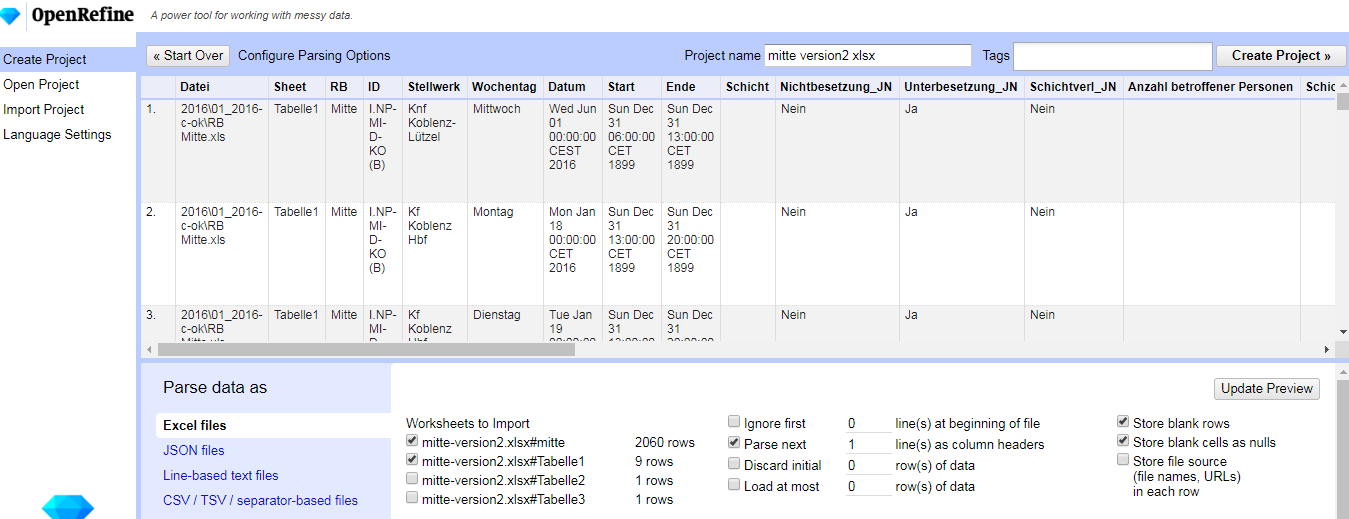 OpenRefine A power tool for working with messy data.
Create Project
Open Project
Import Project
Language Settings
« Start Over Configure Parsing Options Project name mitte version2 xlsx Tags Create Project »
Datei Sheet RB ID Stellwerk Wochentag Datum Start Ende Schicht Nichtbesetzung_JN Unterbesetzung_JN Schichtverl_JN Anzahl betroffener Personen Schic
1. 2016\01_2016- Tabelle1 Mitte I.NP- Knf Mittwoch Wed Jun Sun Dec Sun Dec Nein Ja Nein
c-ok\RB MI- Koblenz- 01 31 31
Mitte.xls D- Lützel 00:00:00 06:00:00 13:00:00
KO CEST CET CET
(B) 2016 1899 1899
2. 2016\01_2016- Tabelle1 Mitte I.NP- Kf Montag Mon Jan Sun Dec Sun Dec Nein Ja Nein
c-ok\RB MI- Koblenz 18 31 31
Mitte.xls D- Hbf 00:00:00 13:00:00 20:00:00
KO CET CET CET
(B) 2016 1899 1899
3. 2016\01_2016- Tabelle1 Mitte I.NP- Kf Dienstag Tue Jan Sun Dec Sun Dec Nein Ja Nein
c-ok\RB MI- Koblenz 19 31 31
Parse data as
Excel files
JSON files
Line-based text files
CSV / TSV / separator-based files
Update Preview
Worksheets to Import
mitte-version2.xlsx#mitte 2060 rows
mitte-version2.xlsx#Tabelle1 9 rows
mitte-version2.xlsx#Tabelle2 1 rows
mitte-version2.xlsx#Tabelle3 1 rows
Ignore first 0 line(s) at beginning of file
Parse next 1 line(s) as column headers
Discard initial 0 row(s) of data
Load at most 0 row(s) of data
Store blank rows
Store blank cells as nulls
Store file source
(file names, URLs)
in each row